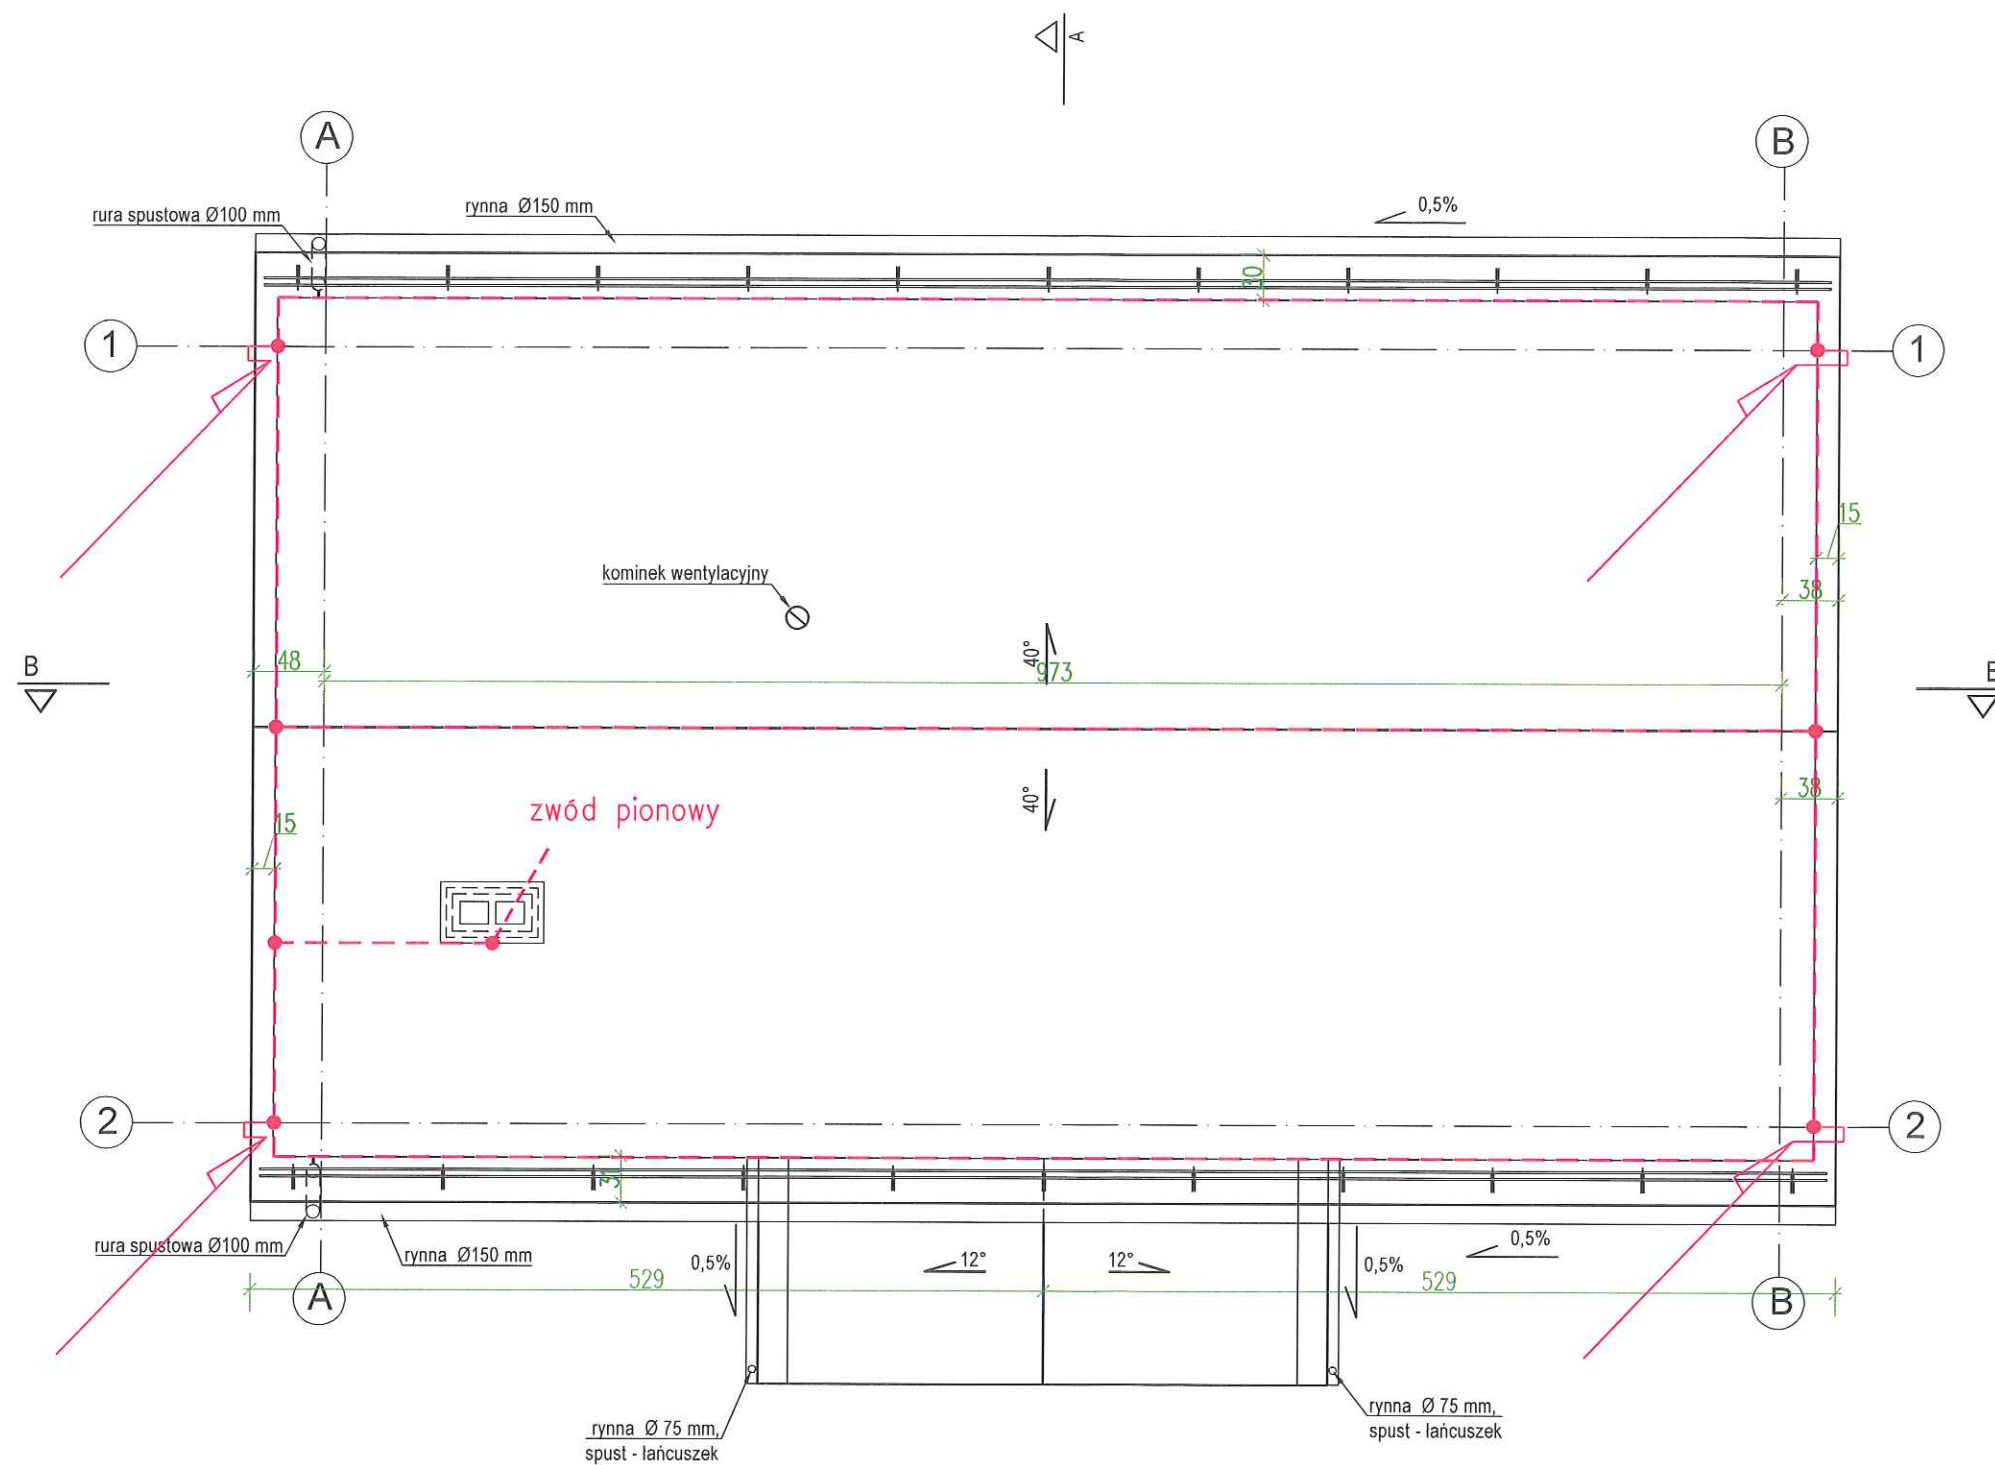 A
A
B
rura spustowa Ø100 mm
rynna Ø150 mm
0,5%
30
1
1
15
kominek wentylacyjny
38
B
48
40°
973
B
40°
38
zwód pionowy
15
2
2
31
rura spustowa Ø100 mm
rynna Ø150 mm
0,5%
12°
12°
0,5%
0,5%
529
529
A
B
rynna Ø 75 mm,
spust - łańcuszek
rynna Ø 75 mm,
spust - łańcuszek